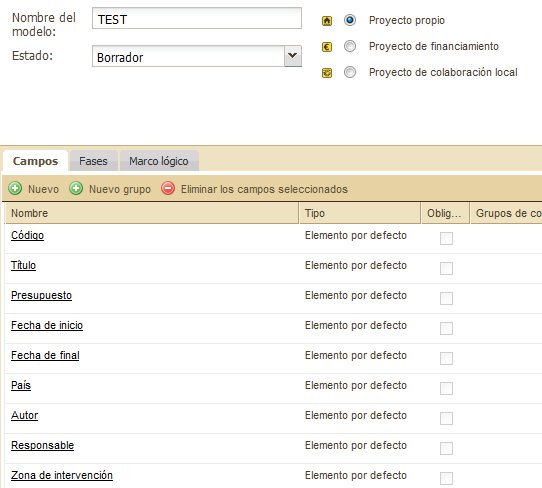 Nombre del modelo:
TEST
Estado:
Borrador
Proyecto propio
€ Proyecto de financiamiento
Proyecto de colaboración local
Campos Fases Marco lógico
Nuevo Nuevo grupo Eliminar los campos seleccionados
Nombre Tipo Oblig... Grupos de co
Código Elemento por defecto
Título Elemento por defecto
Presupuesto Elemento por defecto
Fecha de inicio Elemento por defecto
Fecha de final Elemento por defecto
País Elemento por defecto
Autor Elemento por defecto
Responsable Elemento por defecto
Zona de intervención Elemento por defecto